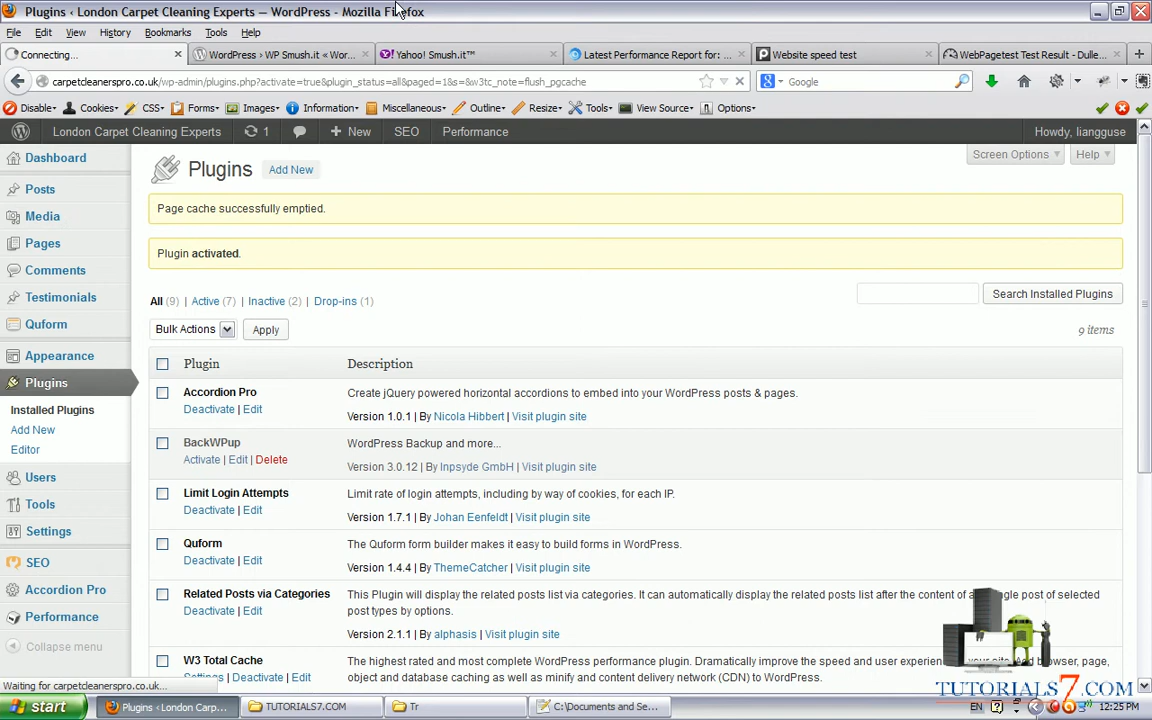 Plugins ‹ London Carpet Cleaning Experts — WordPress - Mozilla Firefox
File Edit View History Bookmarks Tools Help
Connecting...
WordPress › WP Smush.it « Wor...
Yahoo! Smush.it™
Latest Performance Report for: ...
Website speed test
WebPagetest Test Result - Dulle...
carpetcleanerspro.co.uk/wp-admin/plugins.php?activate=true&plugin_status=all&paged=1&s=&w3tc_note=flush_pgcache
Google
Disable Cookies CSS Forms Images Information Miscellaneous Outline Resize Tools View Source Options
London Carpet Cleaning Experts 1 New SEO Performance Howdy, liangguse
Dashboard
Posts
Media
Pages
Comments
Testimonials
Quform
Appearance
Plugins
Installed Plugins
Add New
Editor
Users
Tools
Settings
SEO
Accordion Pro
Performance
Collapse menu
Screen Options Help
Plugins Add New
Page cache successfully emptied.
Plugin activated.
All (9) | Active (7) | Inactive (2) | Drop-ins (1)
Search Installed Plugins
Bulk Actions Apply
9 items
Plugin Description
Accordion Pro
Deactivate | Edit
Create jQuery powered horizontal accordions to embed into your WordPress posts & pages.
Version 1.0.1 | By Nicola Hibbert | Visit plugin site
BackWPup
Activate | Edit | Delete
WordPress Backup and more...
Version 3.0.12 | By Inpsyde GmbH | Visit plugin site
Limit Login Attempts
Deactivate | Edit
Limit rate of login attempts, including by way of cookies, for each IP.
Version 1.7.1 | By Johan Eenfeldt | Visit plugin site
Quform
Deactivate | Edit
The Quform form builder makes it easy to build forms in WordPress.
Version 1.4.4 | By ThemeCatcher | Visit plugin site
Related Posts via Categories
Deactivate | Edit
This Plugin will display the related posts list via categories. It can automatically display the related posts list after the content of a single post of selected
post types by options.
Version 2.1.1 | By alphasis | Visit plugin site
W3 Total Cache
Settings | Deactivate | Edit
The highest rated and most complete WordPress performance plugin. Dramatically improve the speed and user experience of your site. Add browser, page,
object and database caching as well as minify and content delivery network (CDN) to WordPress.
TUTORIALS7.COM
Waiting for carpetcleanerspro.co.uk...
start
Plugins ‹ London Carp...
TUTORIALS7.COM
Tr
C:\Documents and Se...
EN
12:25 PM